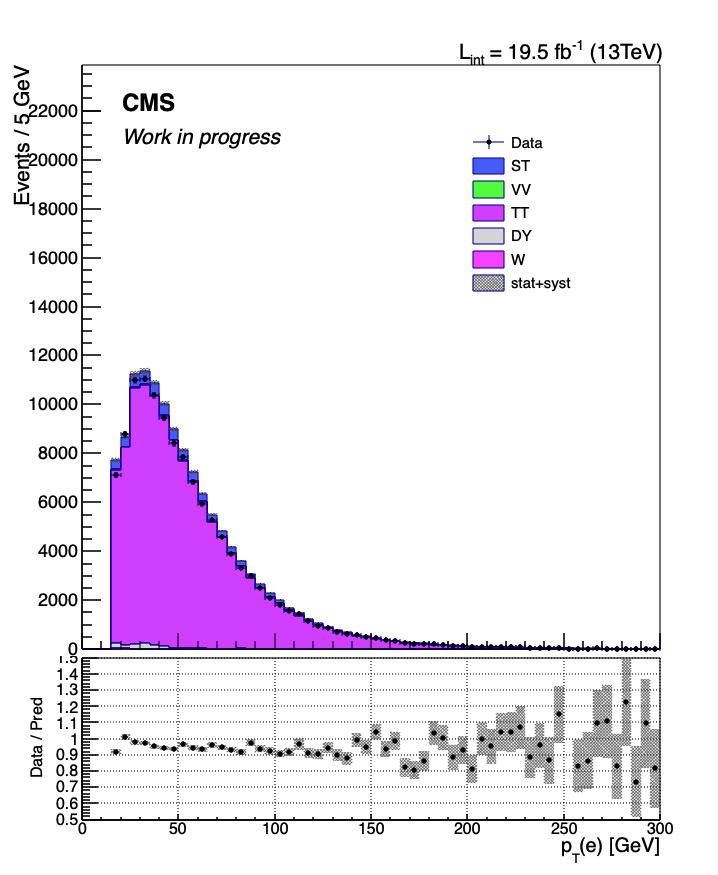 L_int = 19.5 fb^-1 (13TeV)
Events / 5 GeV
CMS
Work in progress
Data
ST
VV
TT
DY
W
stat+syst
22000
20000
18000
16000
14000
12000
10000
8000
6000
4000
2000
0
Data / Pred
1.5
1.4
1.3
1.2
1.1
1
0.9
0.8
0.7
0.6
0.5
0 50 100 150 200 250 300
p_T(e) [GeV]